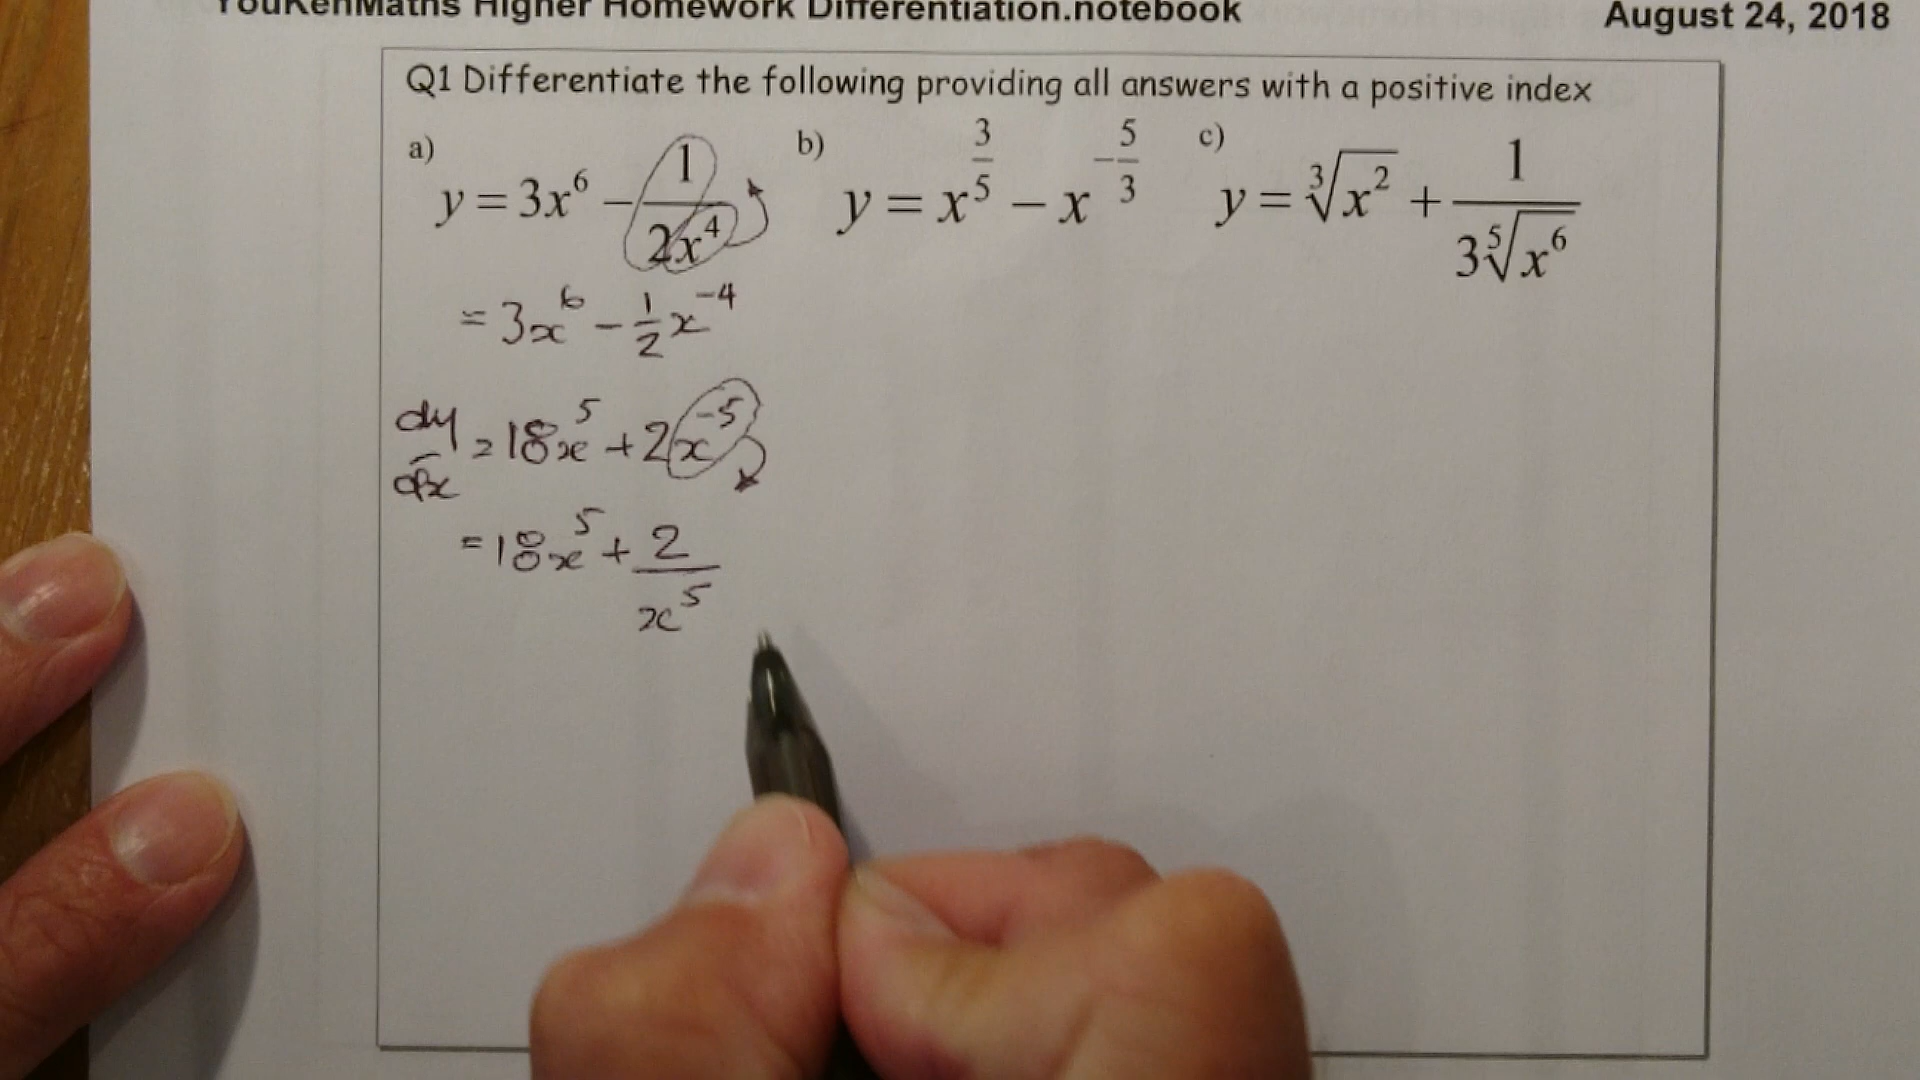 YouKenMaths Higher Homework Differentiation.notebook
August 24, 2018
Q1 Differentiate the following providing all answers with a positive index
a) y = 3x⁶ − 1/(2x⁴)
= 3x⁶ − ½x⁻⁴
dy/dx = 18x⁵ + 2x⁻⁵
= 18x⁵ + 2/x⁵
b) y = x^(3/5) − x^(−5/3)
c) y = ∛(x²) + 1/(3 ⁵√(x⁶))